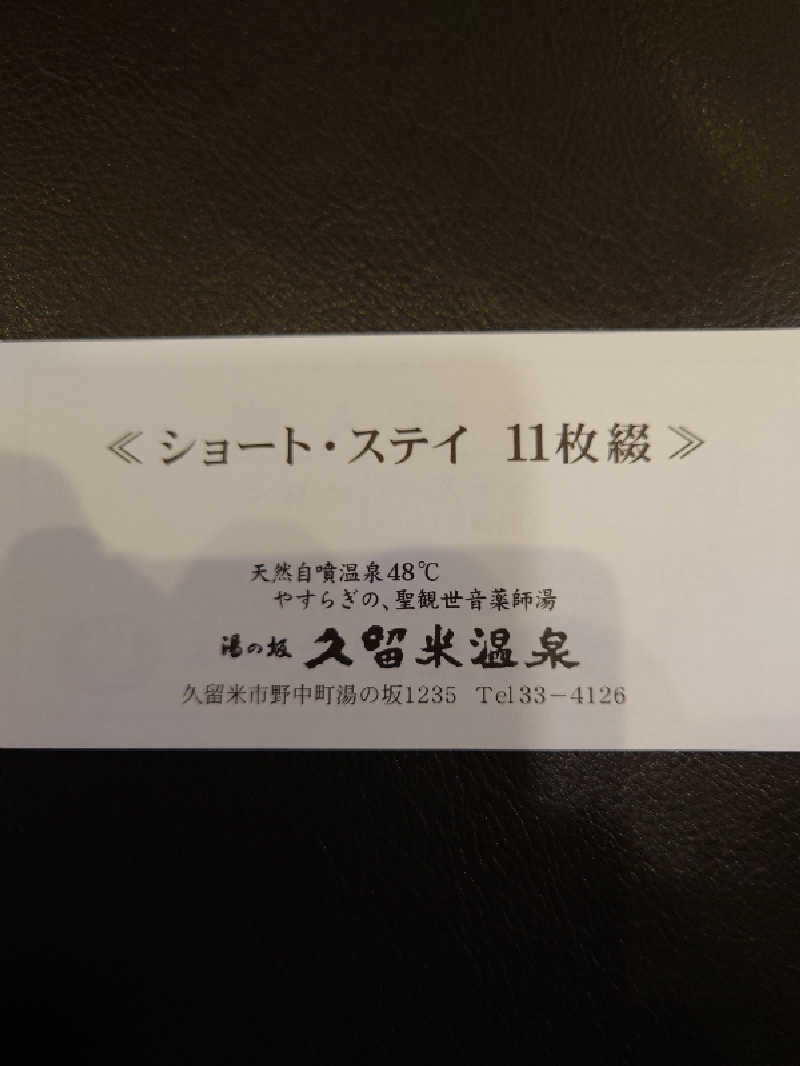 ≪ ショート・ステイ 11枚綴 ≫
天然自噴温泉48℃
やすらぎの、聖観世音薬師湯
湯の坂 久留米温泉
久留米市野中町湯の坂1235 Tel33－4126